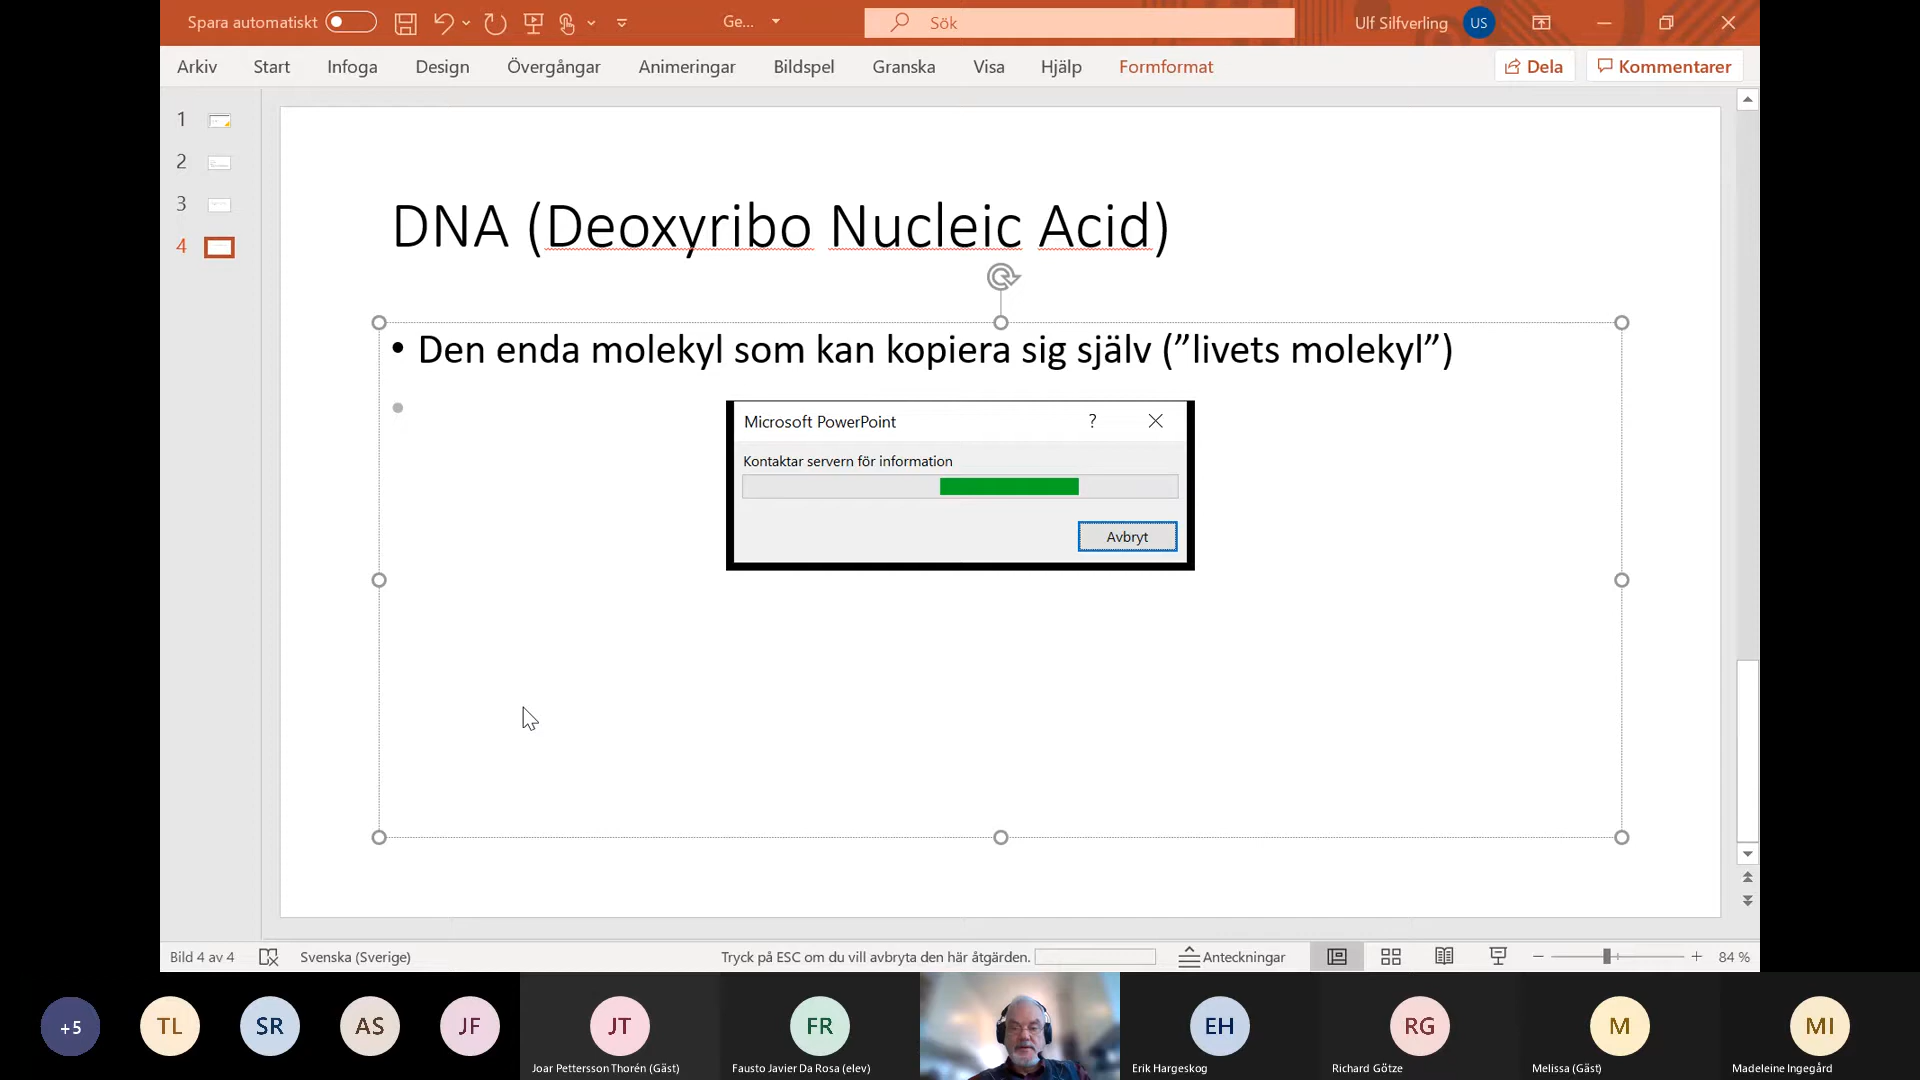 Spara automatiskt
Ge...
Sök
Ulf Silfverling
US
Arkiv
Start
Infoga
Design
Övergångar
Animeringar
Bildspel
Granska
Visa
Hjälp
Formformat
Dela
Kommentarer
1
2
3
4
DNA (Deoxyribo Nucleic Acid)
• Den enda molekyl som kan kopiera sig själv (”livets molekyl”)
Microsoft PowerPoint
?
Kontaktar servern för information
Avbryt
Bild 4 av 4
Svenska (Sverige)
Tryck på ESC om du vill avbryta den här åtgärden.
Anteckningar
84 %
+5
TL
SR
AS
JF
JT
Joar Pettersson Thorén (Gäst)
FR
Fausto Javier Da Rosa (elev)
EH
Erik Hargeskog
RG
Richard Götze
M
Melissa (Gäst)
MI
Madeleine Ingegård